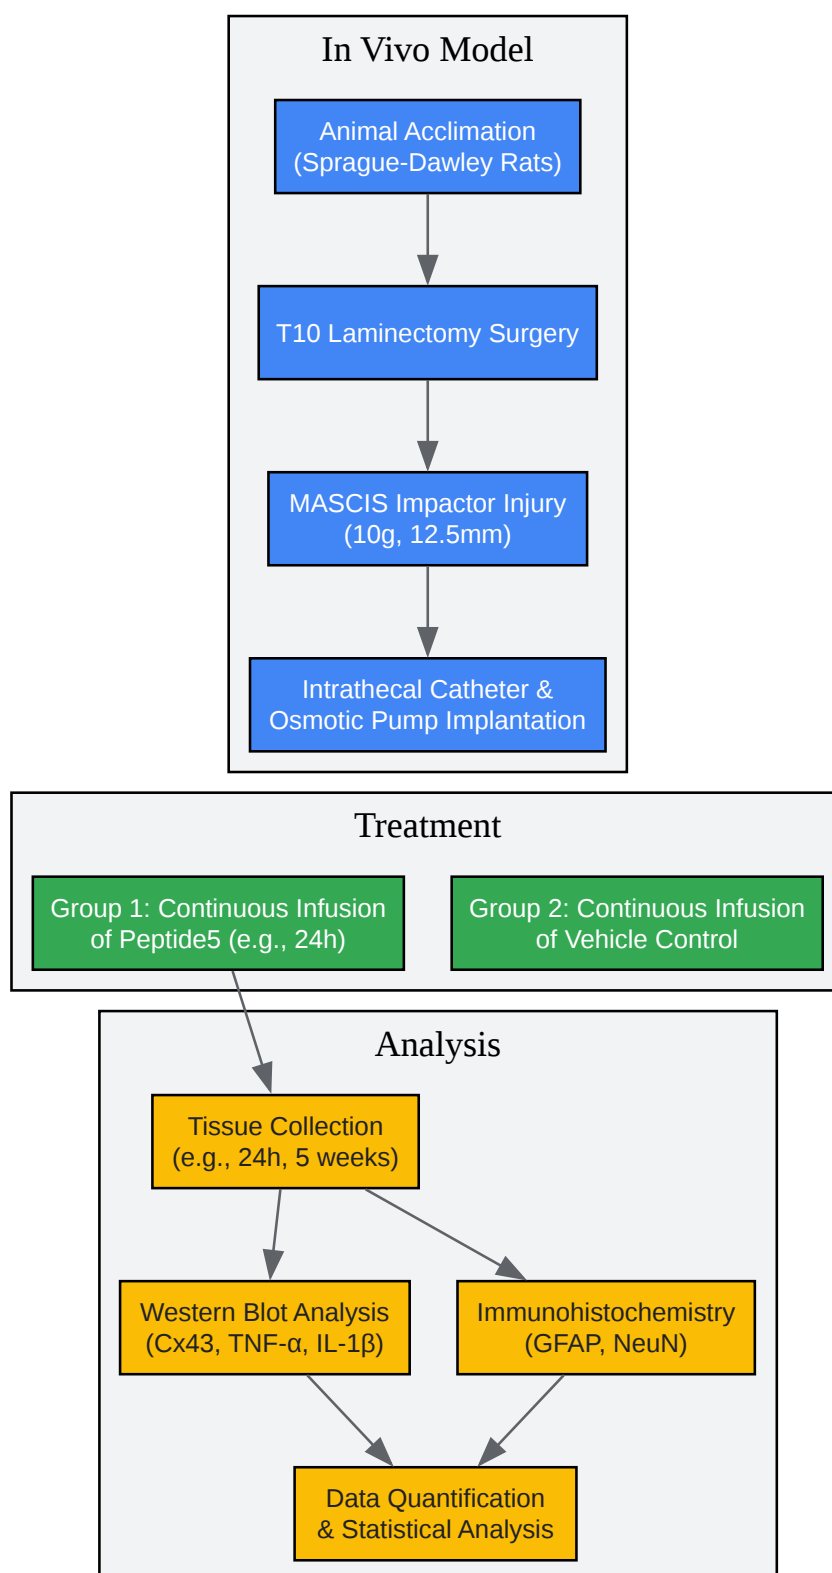 In Vivo Model
Animal Acclimation
(Sprague-Dawley Rats)
T10 Laminectomy Surgery
MASCIS Impactor Injury
(10g, 12.5mm)
Intrathecal Catheter &
Osmotic Pump Implantation
Treatment
Group 1: Continuous Infusion
of Peptide5 (e.g., 24h)
Group 2: Continuous Infusion
of Vehicle Control
Analysis
Tissue Collection
(e.g., 24h, 5 weeks)
Western Blot Analysis
(Cx43, TNF-α, IL-1β)
Immunohistochemistry
(GFAP, NeuN)
Data Quantification
& Statistical Analysis